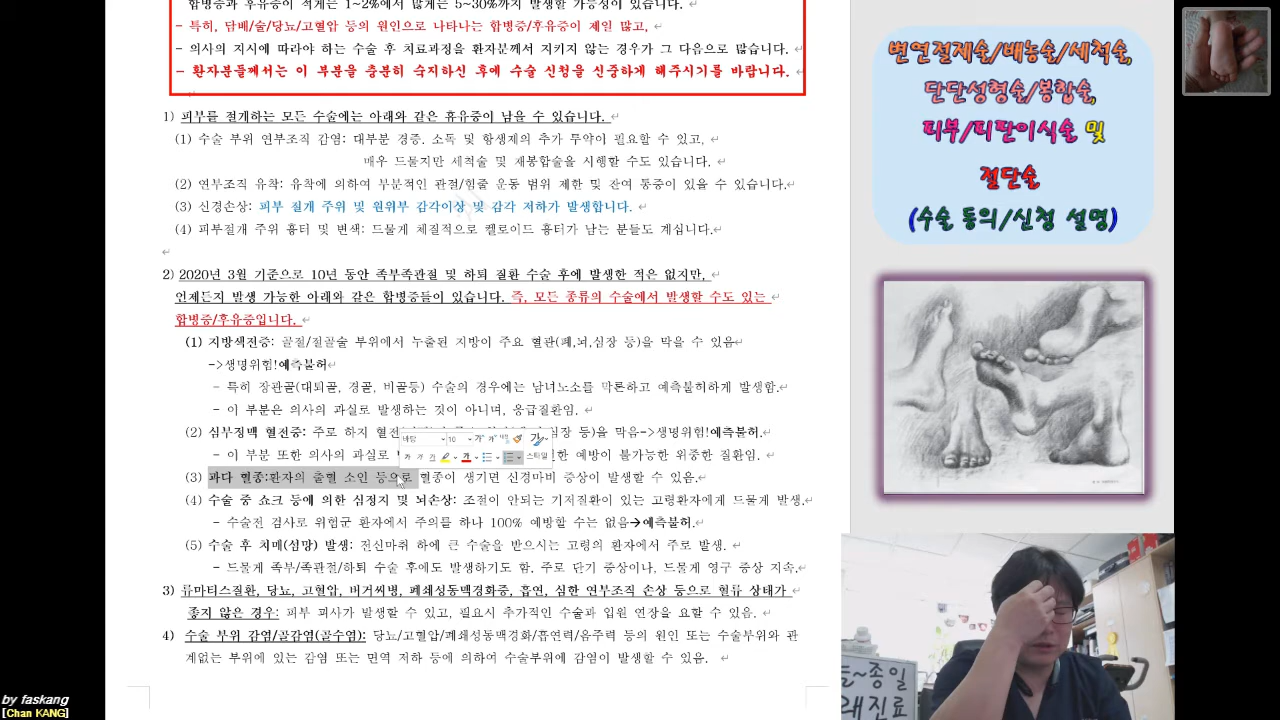 합병증과 후유증이 적게는 1~2%에서 많게는 5~30%까지 발생할 가능성이 있습니다.
- 특히, 담배/술/당뇨/고혈압 등의 원인으로 나타나는 합병증/후유증이 제일 많고,
- 의사의 지시에 따라야 하는 수술 후 치료과정을 환자분께서 지키지 않는 경우가 그 다음으로 많습니다.
- 환자분들께서는 이 부분을 충분히 숙지하신 후에 수술 신청을 신중하게 해주시기를 바랍니다.
1) 피부를 절개하는 모든 수술에는 아래와 같은 휴유증이 남을 수 있습니다.
(1) 수술 부위 연부조직 감염: 대부분 경증. 소독 및 항생제의 추가 투약이 필요할 수 있고,
매우 드물지만 세척술 및 재봉합술을 시행할 수도 있습니다.
(2) 연부조직 유착: 유착에 의하여 부분적인 관절/힘줄 운동 범위 제한 및 잔여 통증이 있을 수 있습니다.
(3) 신경손상: 피부 절개 주위 및 원위부 감각이상 및 감각 저하가 발생합니다.
(4) 피부절개 주위 흉터 및 변색: 드물게 체질적으로 켈로이드 흉터가 남는 분들도 계십니다.
2) 2020년 3월 기준으로 10년 동안 족부족관절 및 하퇴 질환 수술 후에 발생한 적은 없지만,
언제든지 발생 가능한 아래와 같은 합병증들이 있습니다. 즉, 모든 종류의 수술에서 발생할 수도 있는
합병증/후유증입니다.
(1) 지방색전증: 골절/절골술 부위에서 누출된 지방이 주요 혈관(폐,뇌,심장 등)을 막을 수 있음
->생명위험!예측불허
- 특히 장관골(대퇴골, 경골, 비골등) 수술의 경우에는 남녀노소를 막론하고 예측불허하게 발생함.
- 이 부분은 의사의 과실로 발생하는 것이 아니며, 응급질환임.
(2) 심부정맥 혈전증: 주로 하지 혈전 심장 등)을 막음->생명위험!예측불허.
- 이 부분 또한 의사의 과실로 한 예방이 불가능한 위중한 질환임.
바탕 10 가 가 가 가 가 가 스타일
(3) 과다 혈종:환자의 출혈 소인 등으로 혈종이 생기면 신경마비 증상이 발생할 수 있음.
(4) 수술 중 쇼크 등에 의한 심정지 및 뇌손상: 조절이 안되는 기저질환이 있는 고령환자에게 드물게 발생.
- 수술전 검사로 위험군 환자에서 주의를 하나 100% 예방할 수는 없음→예측불허.
(5) 수술 후 치매(섬망) 발생: 전신마취 하에 큰 수술을 받으시는 고령의 환자에서 주로 발생.
- 드물게 족부/족관절/하퇴 수술 후에도 발생하기도 함. 주로 단기 증상이나, 드물게 영구 증상 지속.
3) 류마티스질환, 당뇨, 고혈압, 버거씨병, 폐쇄성동맥경화증, 흡연, 심한 연부조직 손상 등으로 혈류 상태가
좋지 않은 경우: 피부 괴사가 발생할 수 있고, 필요시 추가적인 수술과 입원 연장을 요할 수 있음.
4) 수술 부위 감염/골감염(골수염): 당뇨/고혈압/폐쇄성동맥경화/흡연력/음주력 등의 원인 또는 수술부위와 관
계없는 부위에 있는 감염 또는 면역 저하 등에 의하여 수술부위에 감염이 발생할 수 있음.
변연절제술/배농술/세척술,
단단성형술/봉합술,
피부/피판이식술 및
절단술
(수술 동의/신청 설명)
종일
래진료
by faskang
[Chan KANG]